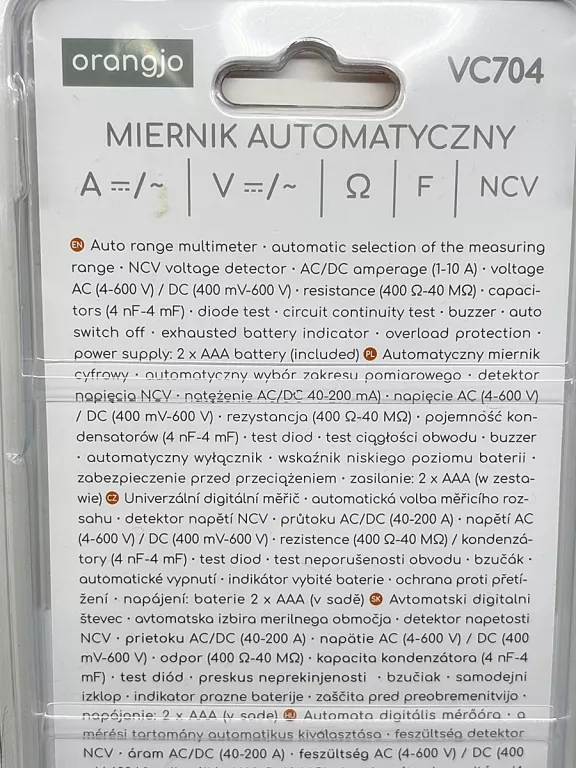 orangjo
VC704
MIERNIK AUTOMATYCZNY
A ⎓/~ V ⎓/~ Ω F NCV
EN Auto range multimeter · automatic selection of the measuring
range · NCV voltage detector · AC/DC amperage (1-10 A) · voltage
AC (4-600 V) / DC (400 mV-600 V) · resistance (400 Ω-40 MΩ) · capaci-
tors (4 nF-4 mF) · diode test · circuit continuity test · buzzer · auto
switch off · exhausted battery indicator · overload protection ·
power supply: 2 x AAA battery (included) PL Automatyczny miernik
cyfrowy · automatyczny wybór zakresu pomiarowego · detektor
napięcia NCV · natężenie AC/DC 40-200 mA) · napięcie AC (4-600 V)
/ DC (400 mV-600 V) · rezystancja (400 Ω-40 MΩ) · pojemność kon-
densatorów (4 nF-4 mF) · test diod · test ciągłości obwodu · buzzer
· automatyczny wyłącznik · wskaźnik niskiego poziomu baterii ·
zabezpieczenie przed przeciążeniem · zasilanie: 2 x AAA (w zesta-
wie) CZ Univerzální digitální měřič · automatická volba měřicího roz-
sahu · detektor napětí NCV · průtoku AC/DC (40-200 A) · napětí AC
(4-600 V) / DC (400 mV-600 V) · rezistence (400 Ω-40 MΩ) / kondenzá-
tory (4 nF-4 mF) · test diod · test neporušenosti obvodu · bzučák ·
automatické vypnutí · indikátor vybité baterie · ochrana proti přetí-
žení · napájení: baterie 2 x AAA (v sadě) SK Avtomatski digitalni
števec · avtomatska izbira merilnega območja · detektor napetosti
NCV · prietoku AC/DC (40-200 A) · napätie AC (4-600 V) / DC (400
mV-600 V) · odpor (400 Ω-40 MΩ) · kapacita kondenzátora (4 nF-4
mF) · test diód · preskus neprekinjenosti · bzučiak · samodejni
izklop · indikator prazne baterije · zaščita pred preobremenitvijo ·
napájanie: 2 x AAA (v sade) HU Automata digitális mérőóra · a
mérési tartomány automatikus kiválasztása · feszültség detektor
NCV · áram AC/DC (40-200 A) · feszültség AC (4-600 V) / DC (400